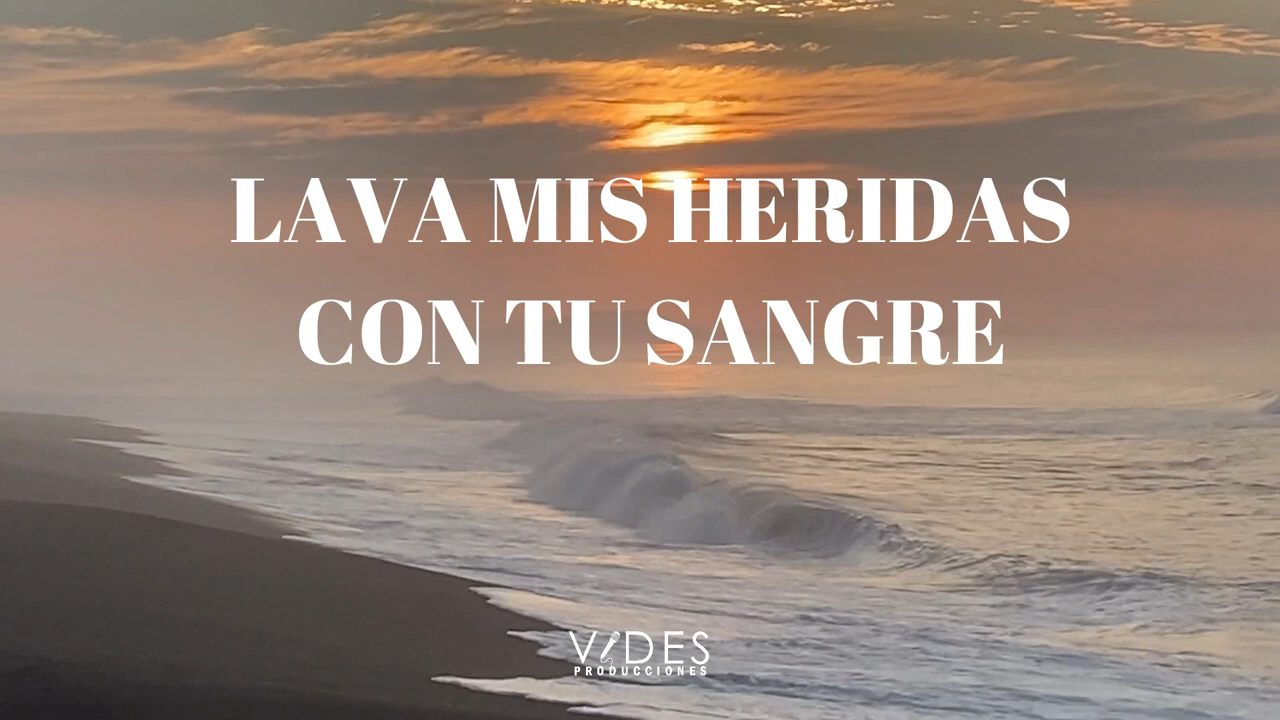 LAVA MIS HERIDAS
CON TU SANGRE
VIDES
PRODUCCIONES